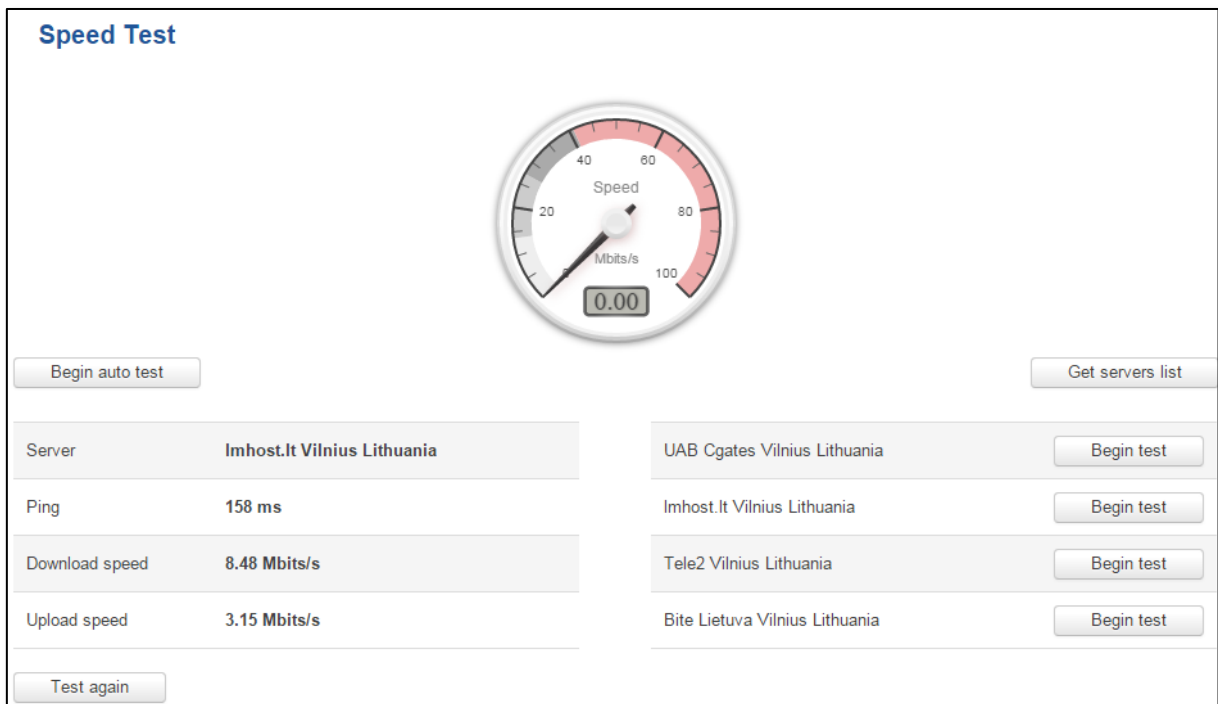 Speed Test
40 60
Speed
20 80
Mbits/s
0 100
0.00
Begin auto test Get servers list
Server Imhost.lt Vilnius Lithuania UAB Cgates Vilnius Lithuania Begin test
Ping 158 ms Imhost.lt Vilnius Lithuania Begin test
Download speed 8.48 Mbits/s Tele2 Vilnius Lithuania Begin test
Upload speed 3.15 Mbits/s Bite Lietuva Vilnius Lithuania Begin test
Test again